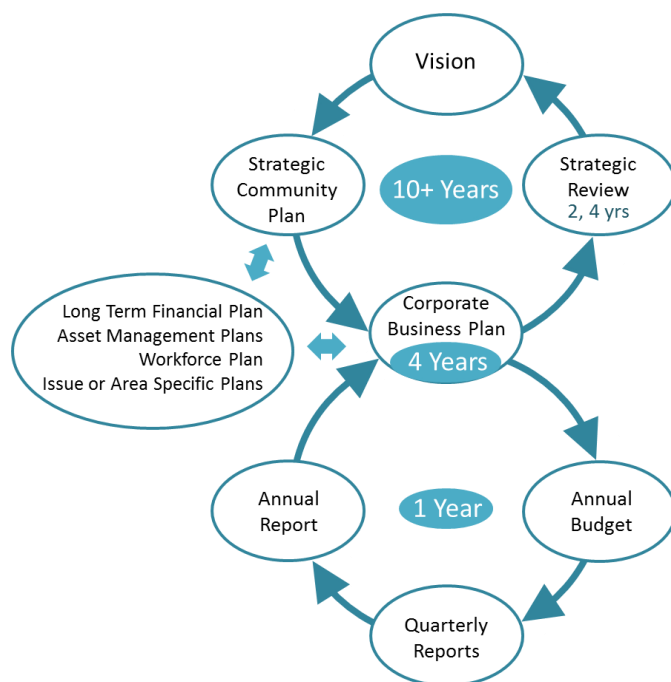 Vision
Strategic
Community
Plan
10+ Years
Strategic
Review
2, 4 yrs
Long Term Financial Plan
Asset Management Plans
Workforce Plan
Issue or Area Specific Plans
Corporate
Business Plan
4 Years
Annual
Report
1 Year
Annual
Budget
Quarterly
Reports